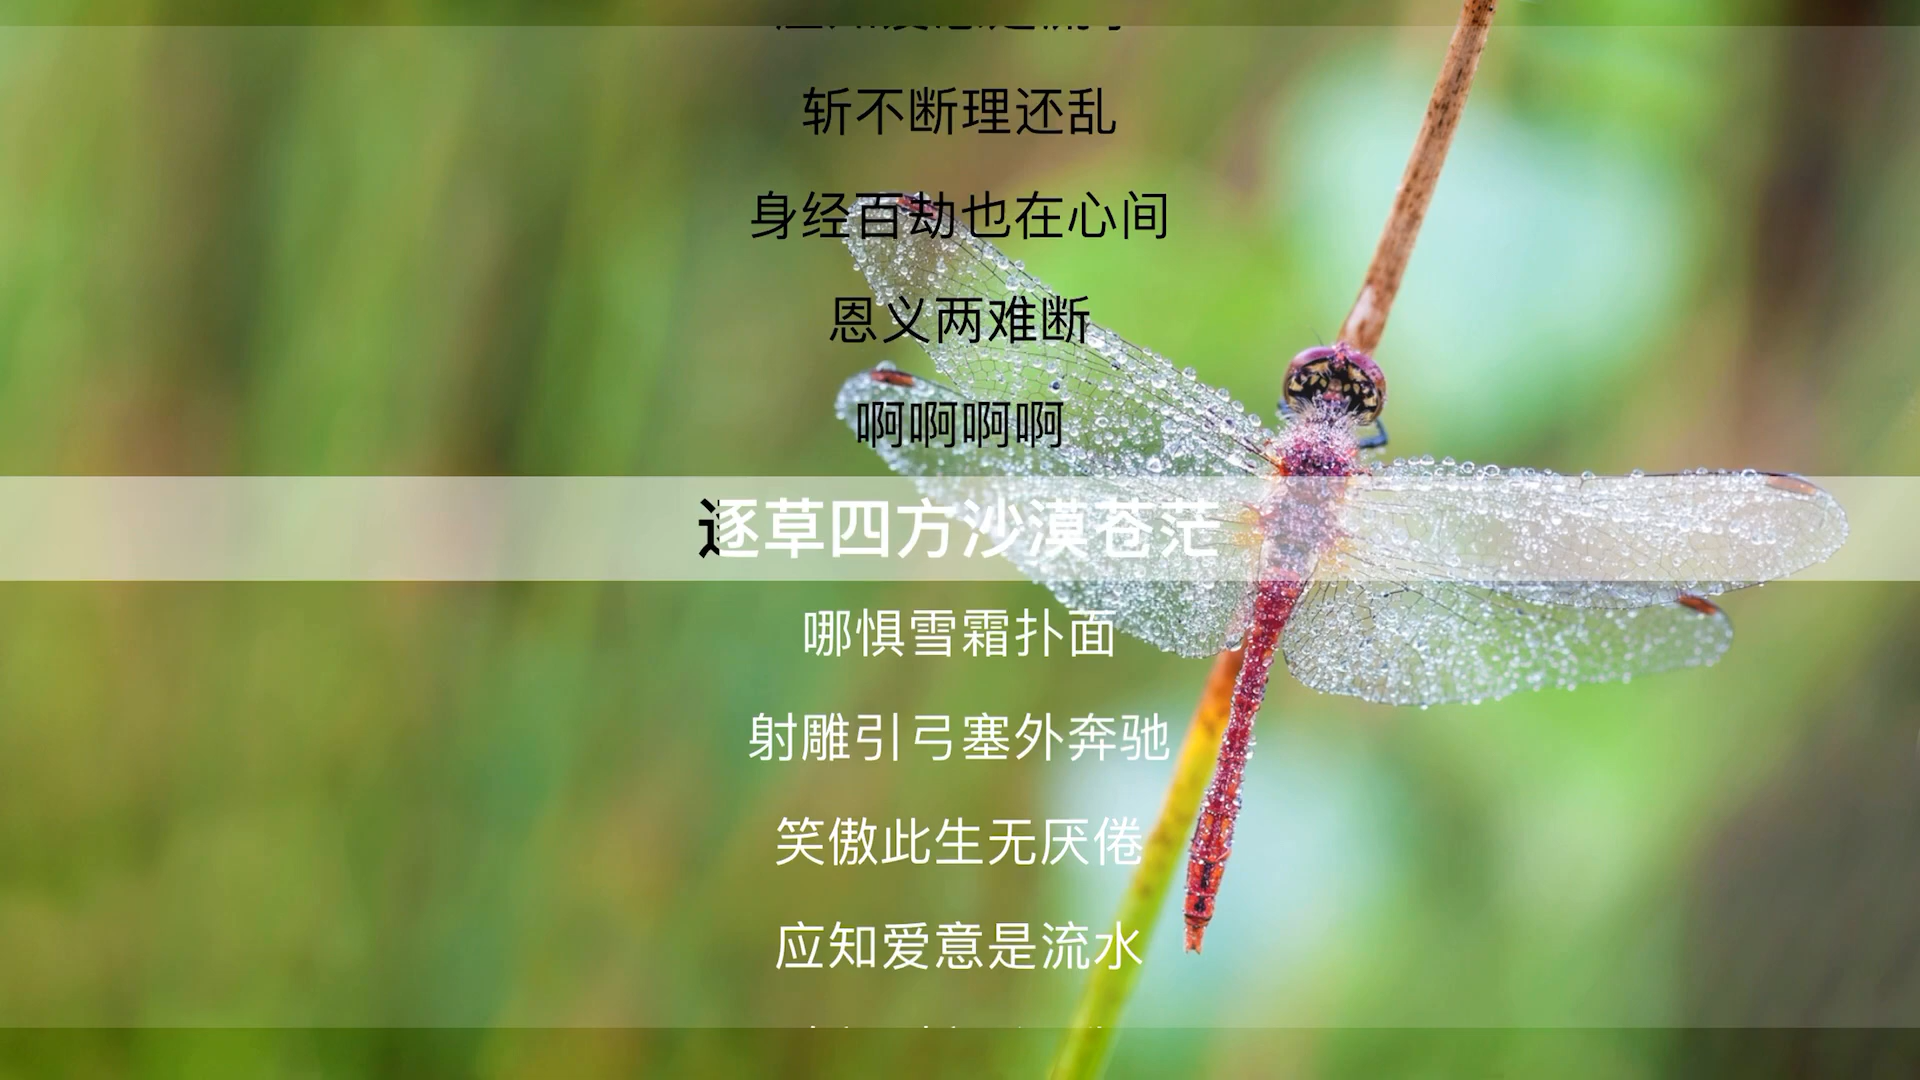 斩不断理还乱
身经百劫也在心间
恩义两难断
啊啊啊啊
逐草四方沙漠苍茫
哪惧雪霜扑面
射雕引弓塞外奔驰
笑傲此生无厌倦
应知爱意是流水